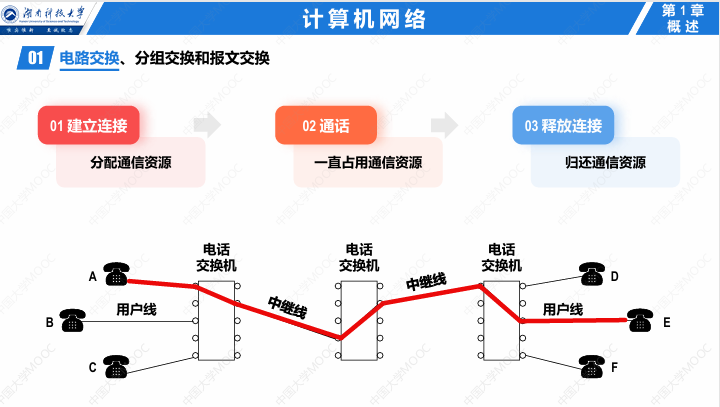 湖南科技大学
计算机网络
第 1 章
概 述
01 电路交换、分组交换和报文交换
01 建立连接
02 通话
03 释放连接
分配通信资源
一直占用通信资源
归还通信资源
电话
交换机
电话
交换机
电话
交换机
A
中继线
中继线
D
用户线
用户线
B
E
C
F
中国大学MOOC